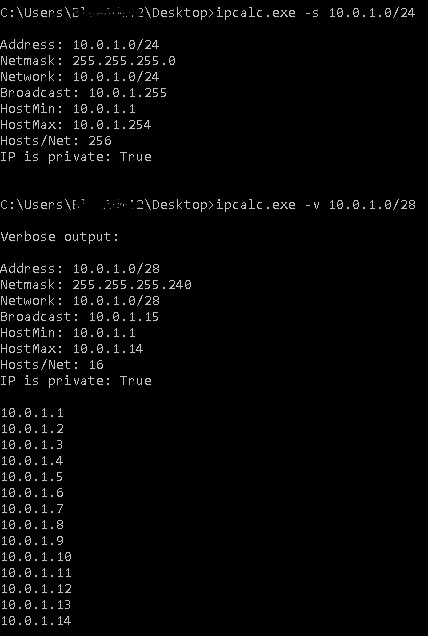 C:\Users\ \Desktop>ipcalc.exe -s 10.0.1.0/24
Address: 10.0.1.0/24
Netmask: 255.255.255.0
Network: 10.0.1.0/24
Broadcast: 10.0.1.255
HostMin: 10.0.1.1
HostMax: 10.0.1.254
Hosts/Net: 256
IP is private: True
C:\Users\ \Desktop>ipcalc.exe -v 10.0.1.0/28
Verbose output:
Address: 10.0.1.0/28
Netmask: 255.255.255.240
Network: 10.0.1.0/28
Broadcast: 10.0.1.15
HostMin: 10.0.1.1
HostMax: 10.0.1.14
Hosts/Net: 16
IP is private: True
10.0.1.1
10.0.1.2
10.0.1.3
10.0.1.4
10.0.1.5
10.0.1.6
10.0.1.7
10.0.1.8
10.0.1.9
10.0.1.10
10.0.1.11
10.0.1.12
10.0.1.13
10.0.1.14